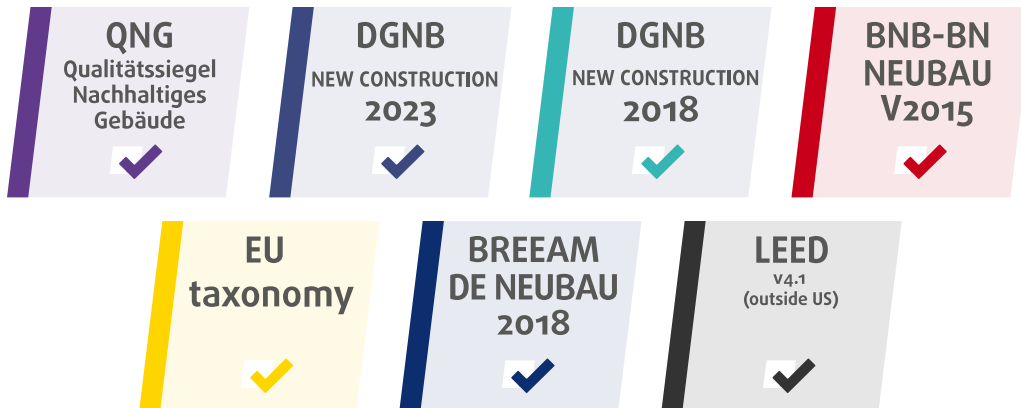 QNG
Qualitätssiegel
Nachhaltiges
Gebäude
DGNB
NEW CONSTRUCTION
2023
DGNB
NEW CONSTRUCTION
2018
BNB-BN
NEUBAU
V2015
EU
taxonomy
BREEAM
DE NEUBAU
2018
LEED
v4.1
(outside US)